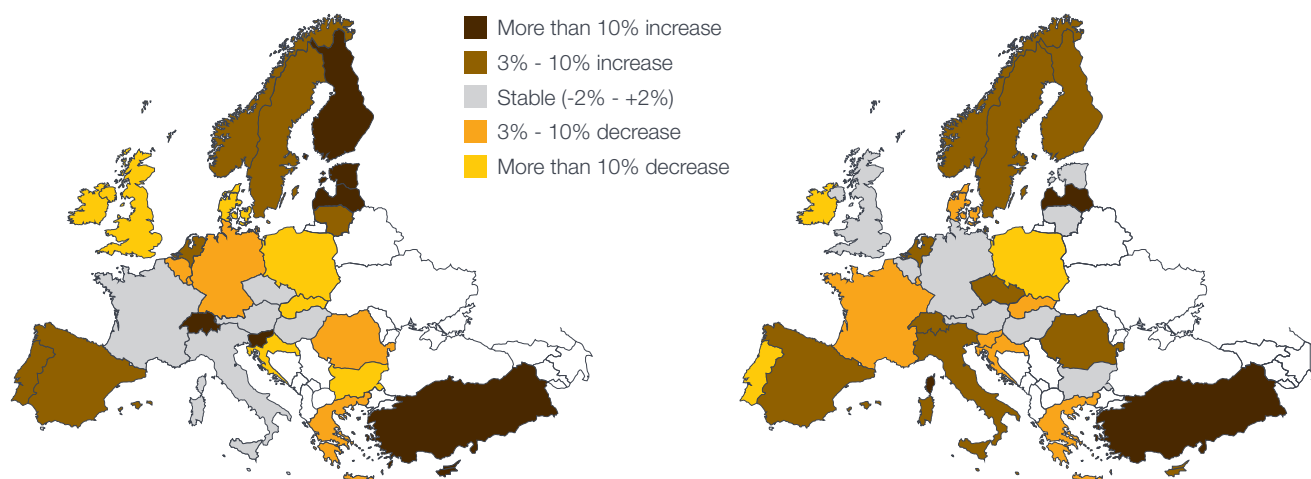 More than 10% increase
3% - 10% increase
Stable (-2% - +2%)
3% - 10% decrease
More than 10% decrease